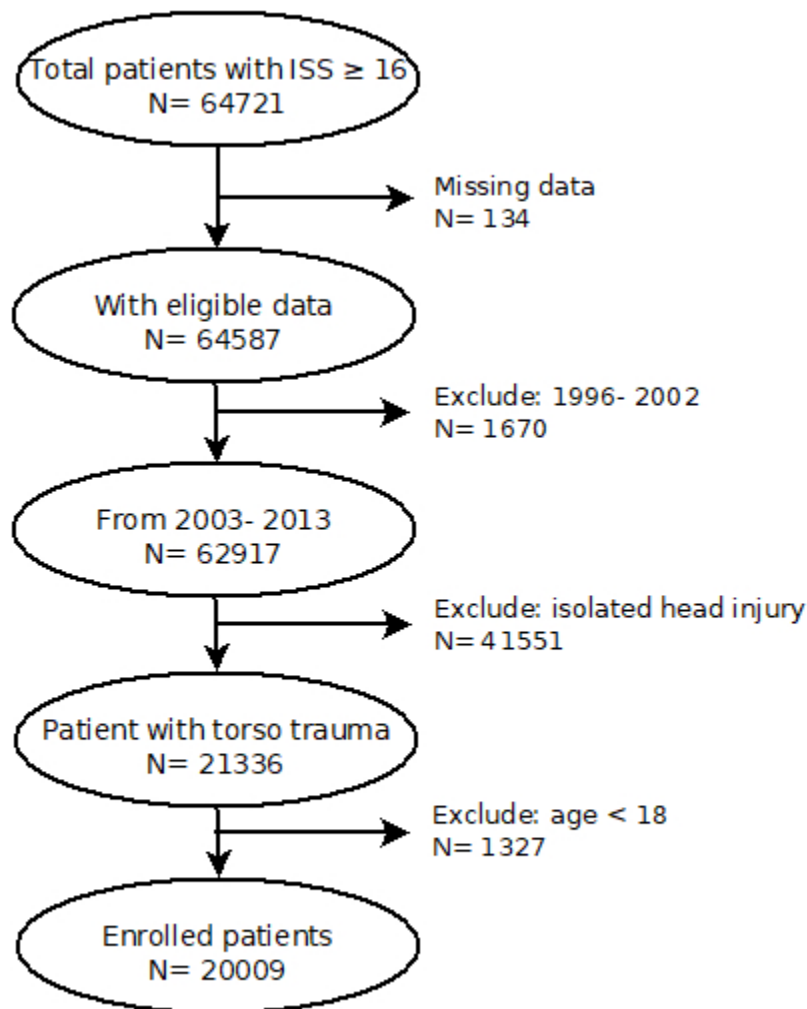 Total patients with ISS ≥ 16
N= 64721
Missing data
N= 134
With eligible data
N= 64587
Exclude: 1996- 2002
N= 1670
From 2003- 2013
N= 62917
Exclude: isolated head injury
N= 41551
Patient with torso trauma
N= 21336
Exclude: age < 18
N= 1327
Enrolled patients
N= 20009